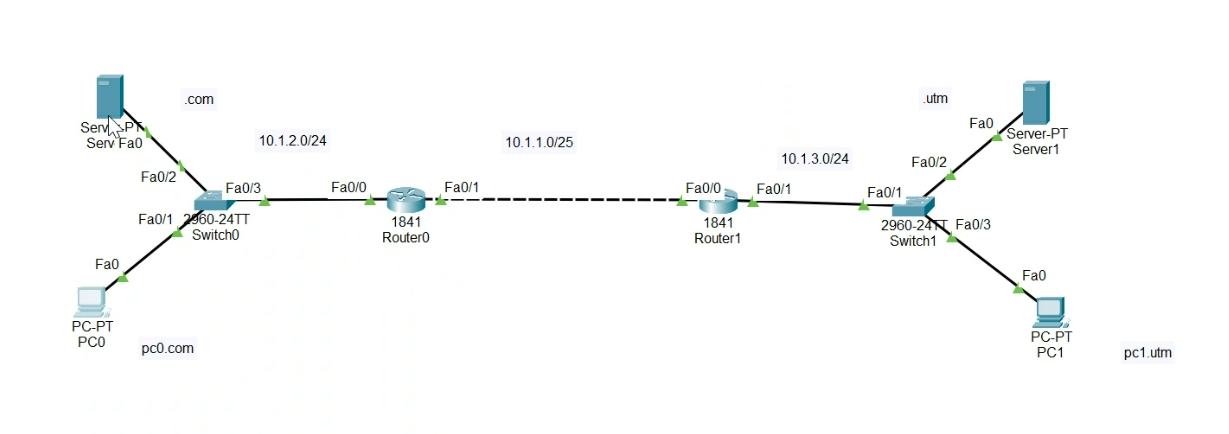 .com
.utm
Fa0
Server-PT
Server1
Serv -PT
Serv Fa0
10.1.2.0/24
10.1.1.0/25
10.1.3.0/24
Fa0/2
Fa0/2
Fa0/3
Fa0/0
Fa0/1
Fa0/0
Fa0/1
Fa0/1
Fa0/1
2960-24TT
Switch0
1841
Router0
1841
Router1
2960-24TT
Switch1
Fa0/3
Fa0
Fa0
PC-PT
PC0
pc0.com
PC-PT
PC1
pc1.utm